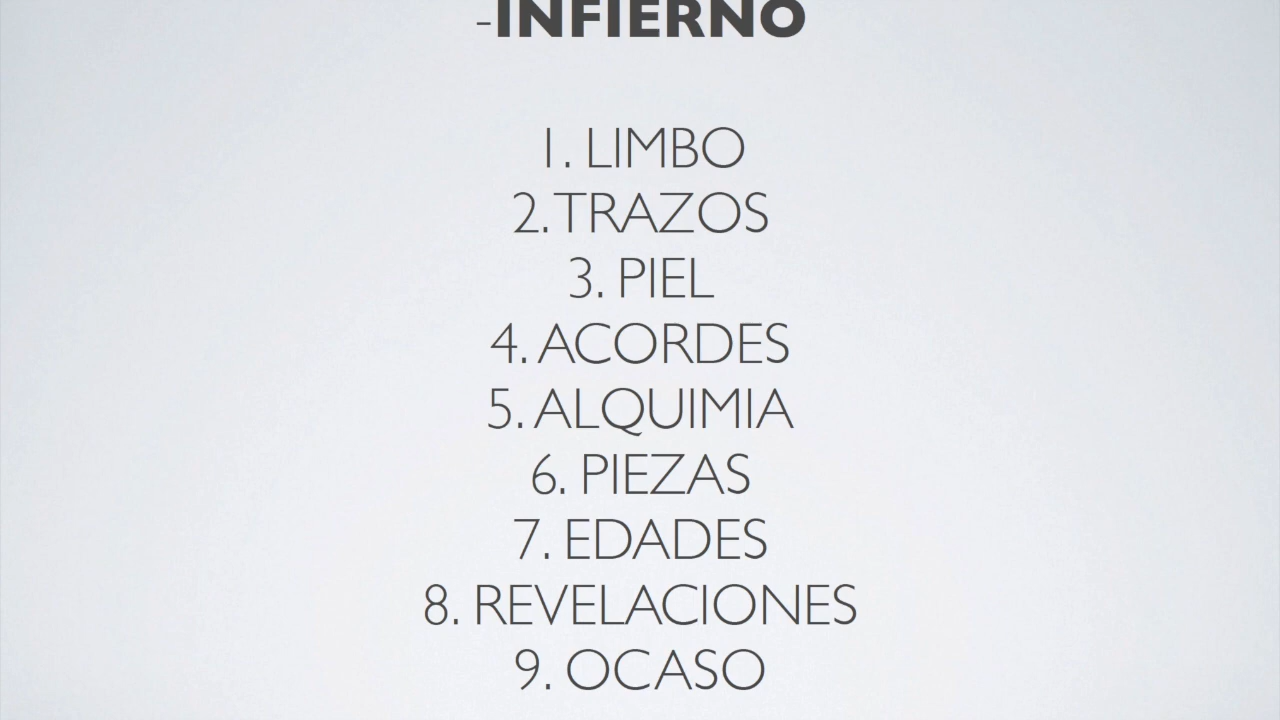 -INFIERNO
1. LIMBO
2. TRAZOS
3. PIEL
4. ACORDES
5. ALQUIMIA
6. PIEZAS
7. EDADES
8. REVELACIONES
9. OCASO